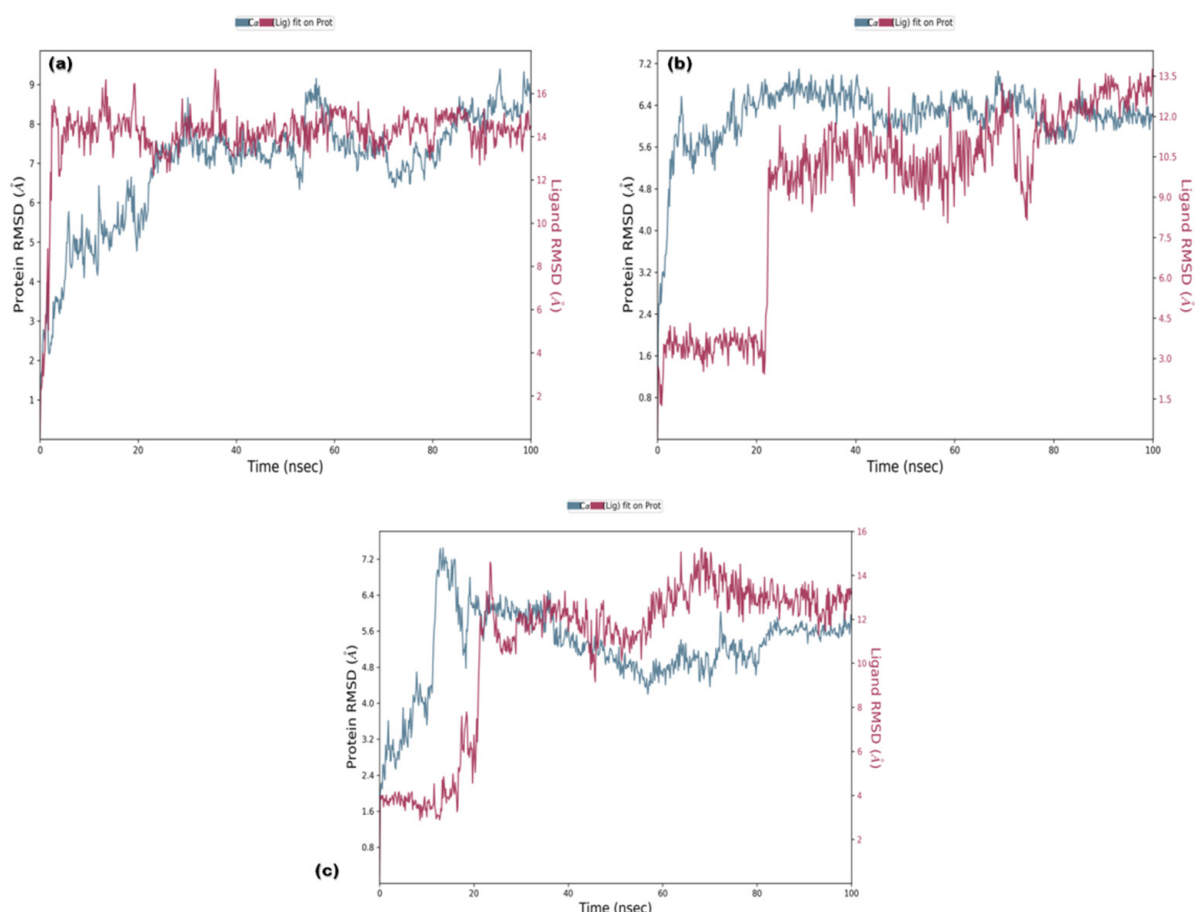 Cα (Lig) fit on Prot
(a)
Protein RMSD (Å)
9
8
7
6
5
4
3
2
1
16
14
12
10
8
6
4
2
Ligand RMSD (Å)
0 20 40 60 80 100
Time (nsec)
Cα (Lig) fit on Prot
(b)
Protein RMSD (Å)
7.2
6.4
5.6
4.8
4.0
3.2
2.4
1.6
0.8
13.5
12.0
10.5
9.0
7.5
6.0
4.5
3.0
1.5
Ligand RMSD (Å)
0 20 40 60 80 100
Time (nsec)
Cα (Lig) fit on Prot
Protein RMSD (Å)
7.2
6.4
5.6
4.8
4.0
3.2
2.4
1.6
0.8
16
14
12
10
8
6
4
2
Ligand RMSD (Å)
(c)
0 20 40 60 80 100
Time (nsec)